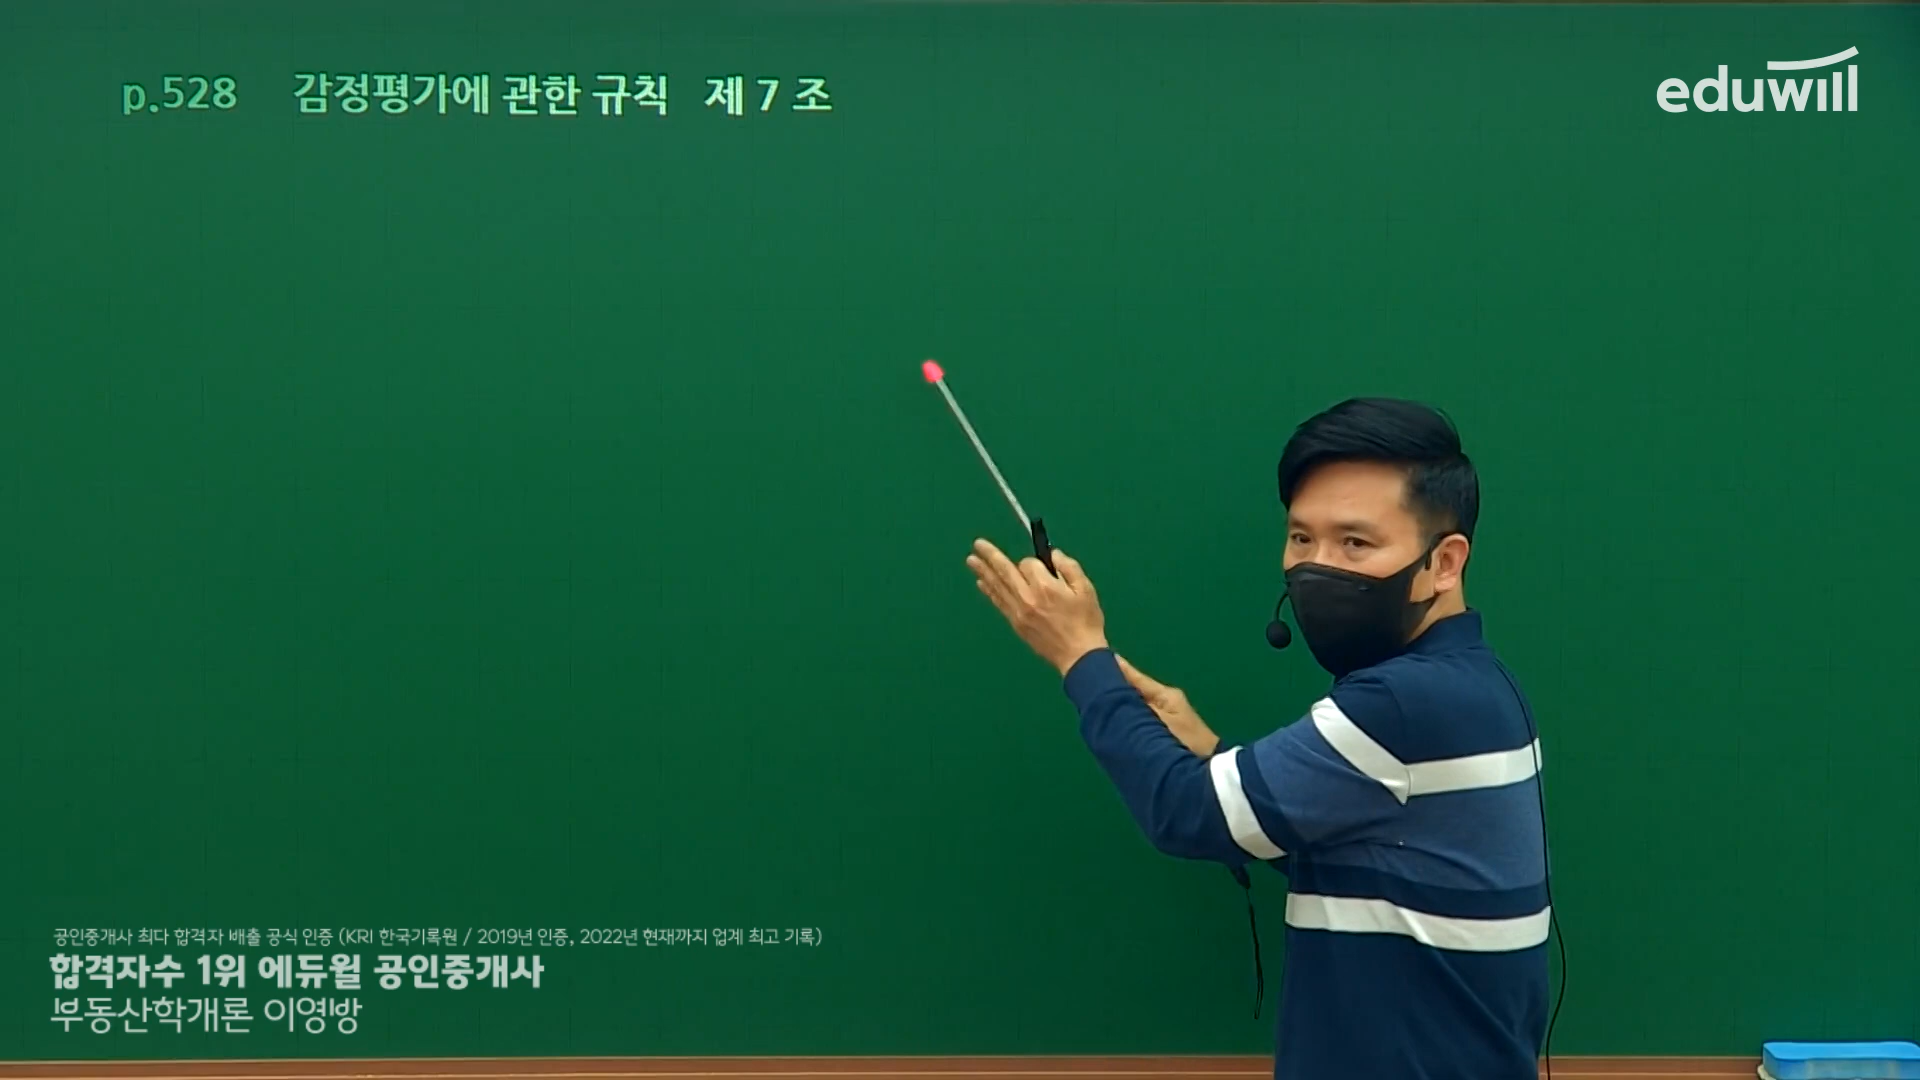 p.528 감정평가에 관한 규칙 제 7 조
eduwill
공인중개사 최다 합격자 배출 공식 인증 (KRI 한국기록원 / 2019년 인증, 2022년 현재까지 업계 최고 기록)
합격자수 1위 에듀윌 공인중개사
부동산학개론 이영방